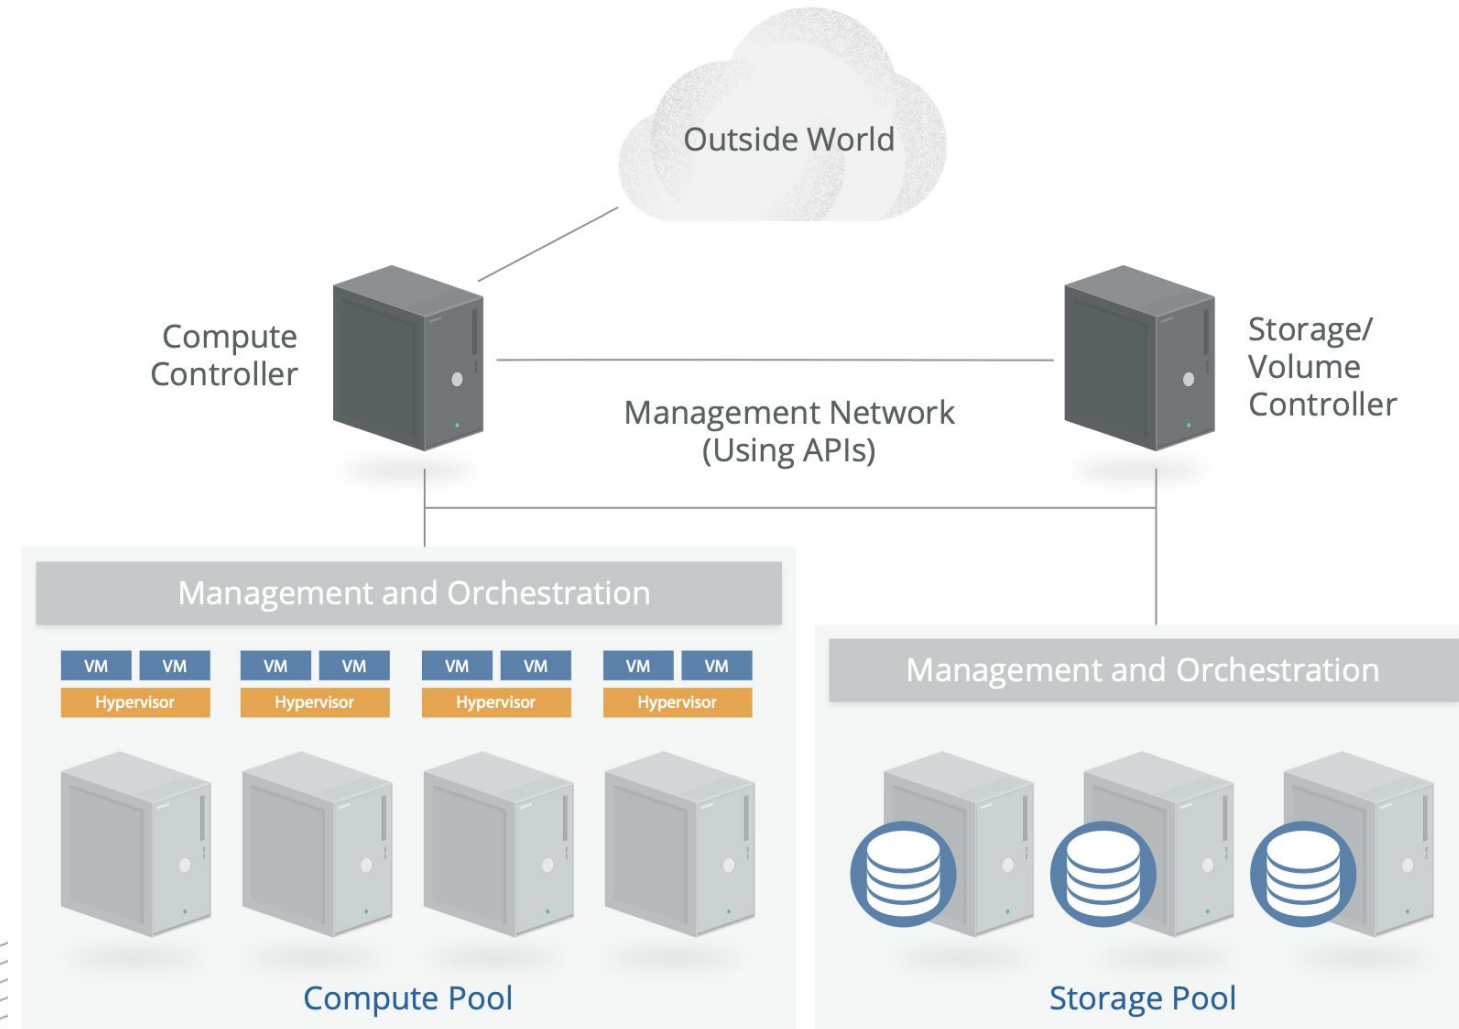 Outside World
Compute
Controller
Storage/
Volume
Controller
Management Network
(Using APIs)
Management and Orchestration
VM VM VM VM VM VM VM VM
Hypervisor Hypervisor Hypervisor Hypervisor
Compute Pool
Management and Orchestration
Storage Pool